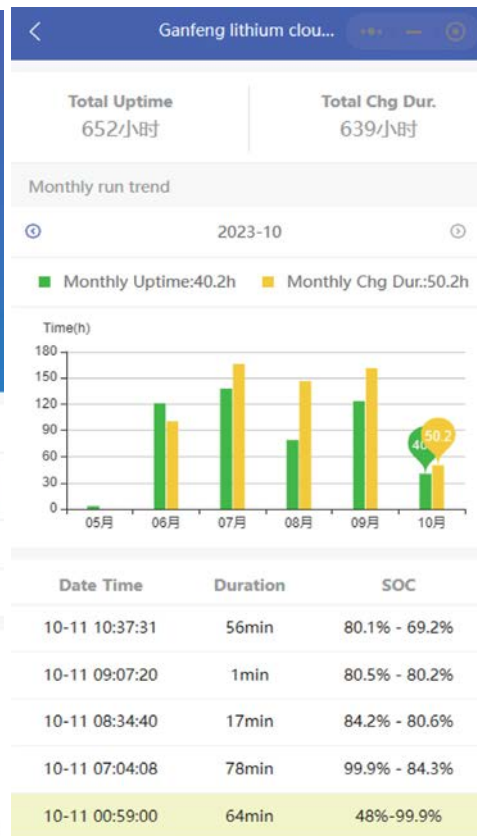 Ganfeng lithium clou...
Total Uptime
652小时
Total Chg Dur.
639小时
Monthly run trend
2023-10
Monthly Uptime:40.2h
Monthly Chg Dur.:50.2h
Time(h)
180
150
120
90
60
30
0
50.2
05月 06月 07月 08月 09月 10月
Date Time Duration SOC
10-11 10:37:31 56min 80.1% - 69.2%
10-11 09:07:20 1min 80.5% - 80.2%
10-11 08:34:40 17min 84.2% - 80.6%
10-11 07:04:08 78min 99.9% - 84.3%
10-11 00:59:00 64min 48%-99.9%